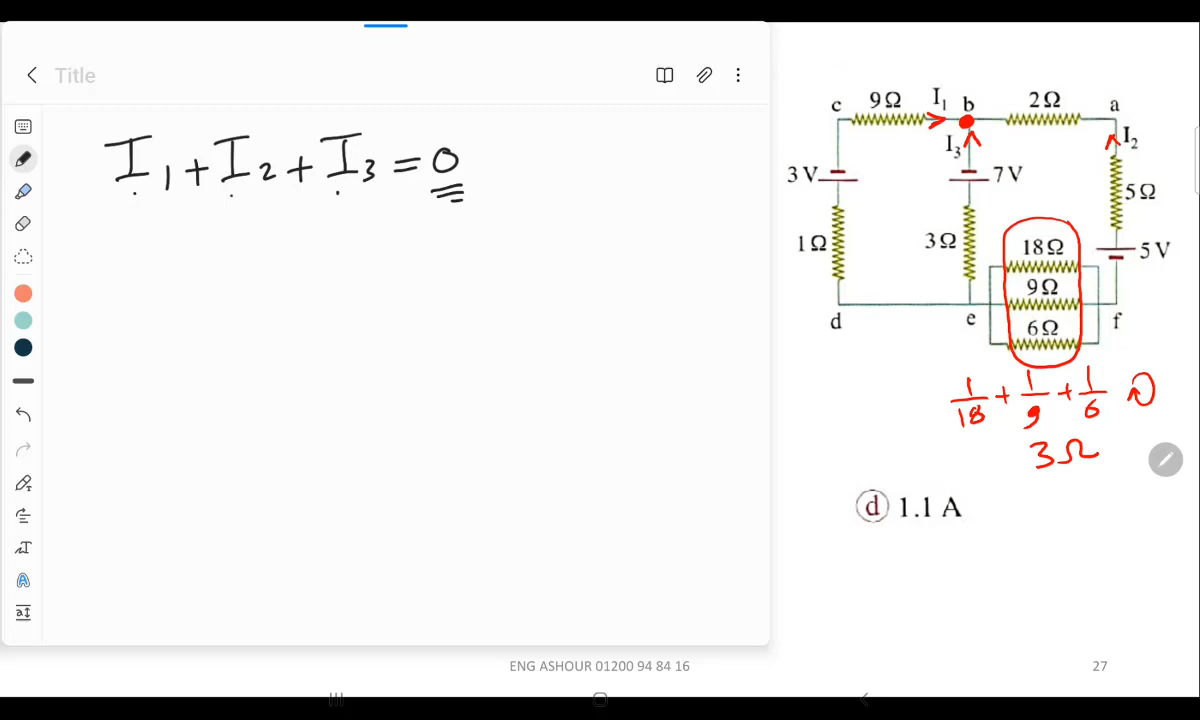 Title
I₁ + I₂ + I₃ = 0
c 9Ω I₁ b 2Ω a
I₃ I₂
3 V 7 V 5Ω
1Ω 3Ω 18Ω 5 V
9Ω
d e 6Ω f
1/18 + 1/9 + 1/6
3Ω
d 1.1 A
ENG ASHOUR 01200 94 84 16 27